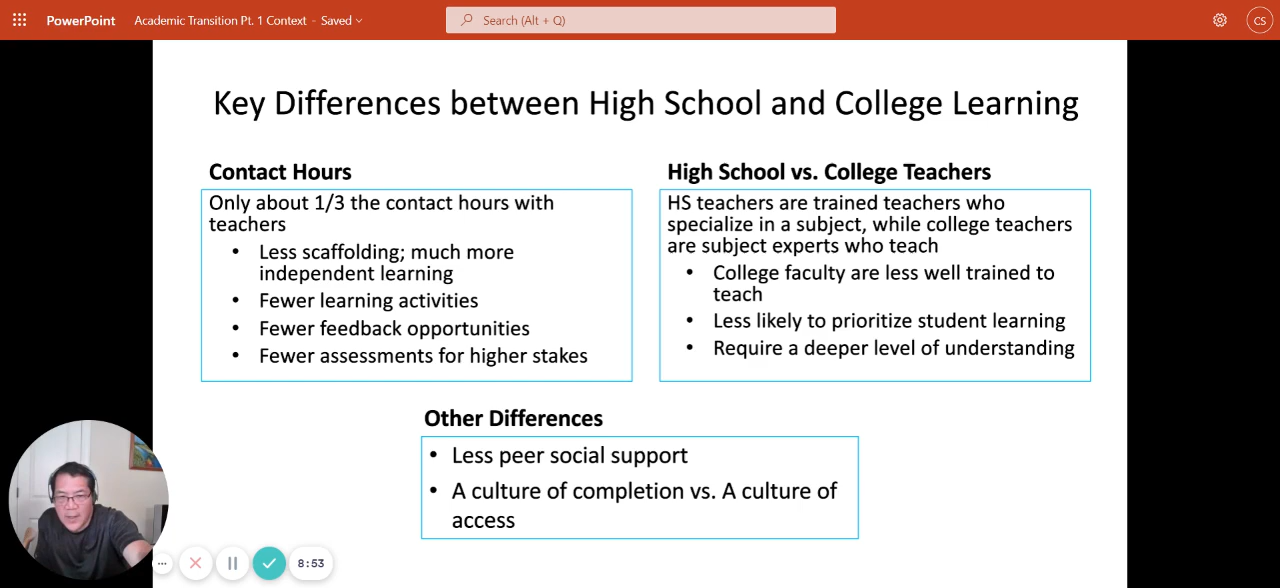 PowerPoint Academic Transition Pt. 1 Context - Saved Search (Alt + Q) CS
Key Differences between High School and College Learning
Contact Hours
Only about 1/3 the contact hours with
teachers
• Less scaffolding; much more
independent learning
• Fewer learning activities
• Fewer feedback opportunities
• Fewer assessments for higher stakes
High School vs. College Teachers
HS teachers are trained teachers who
specialize in a subject, while college teachers
are subject experts who teach
• College faculty are less well trained to
teach
• Less likely to prioritize student learning
• Require a deeper level of understanding
Other Differences
• Less peer social support
• A culture of completion vs. A culture of
access
8:53